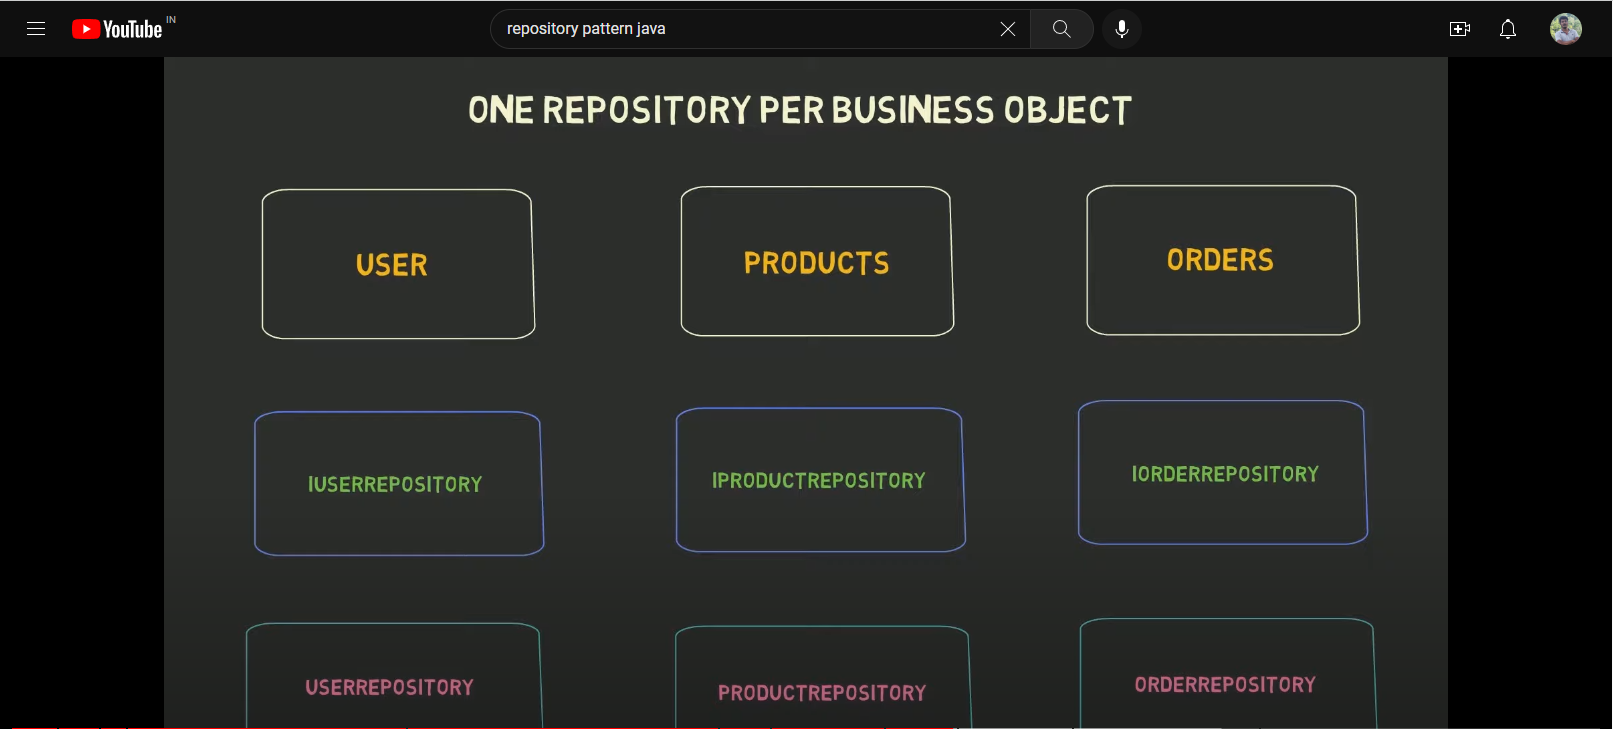 YouTube IN
repository pattern java
ONE REPOSITORY PER BUSINESS OBJECT
USER
PRODUCTS
ORDERS
IUSERREPOSITORY
IPRODUCTREPOSITORY
IORDERREPOSITORY
USERREPOSITORY
PRODUCTREPOSITORY
ORDERREPOSITORY